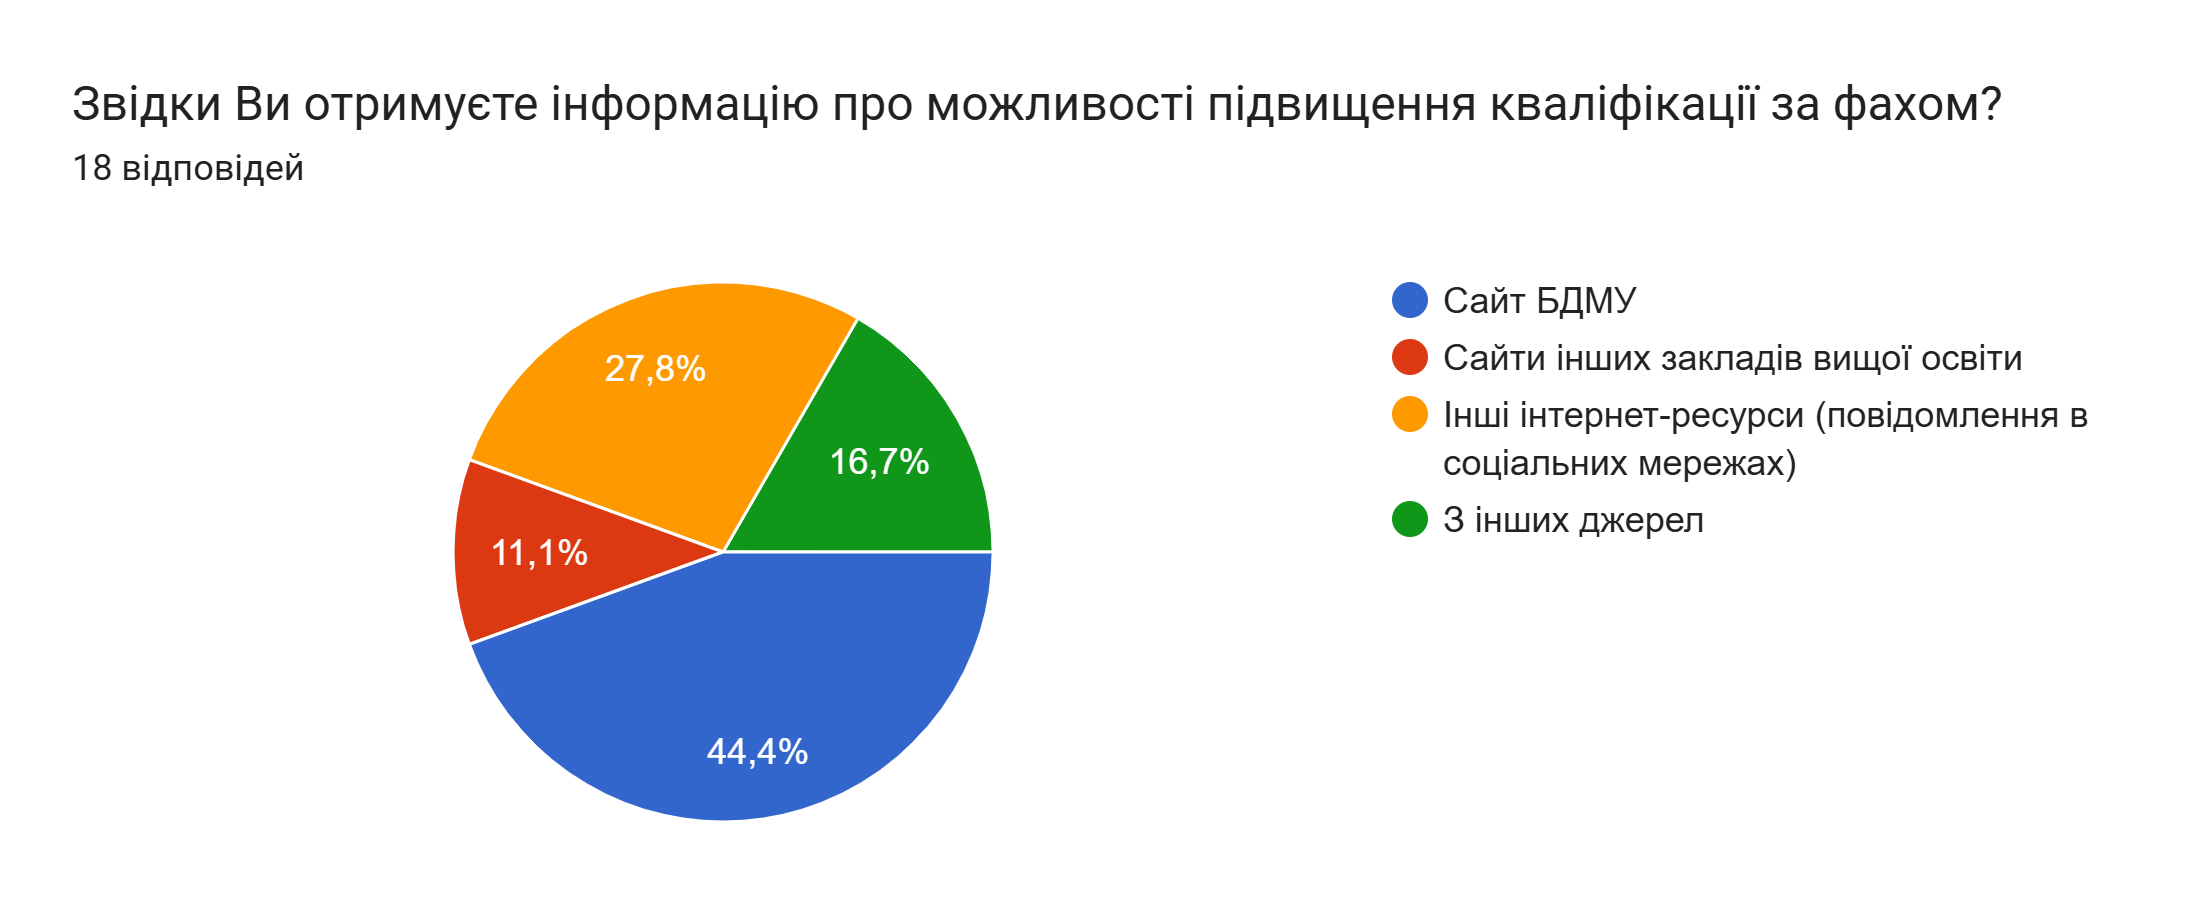 Звідки Ви отримуєте інформацію про можливості підвищення кваліфікації за фахом?
18 відповідей
27,8%
16,7%
11,1%
44,4%
Сайт БДМУ
Сайти інших закладів вищої освіти
Інші інтернет-ресурси (повідомлення в
соціальних мережах)
З інших джерел